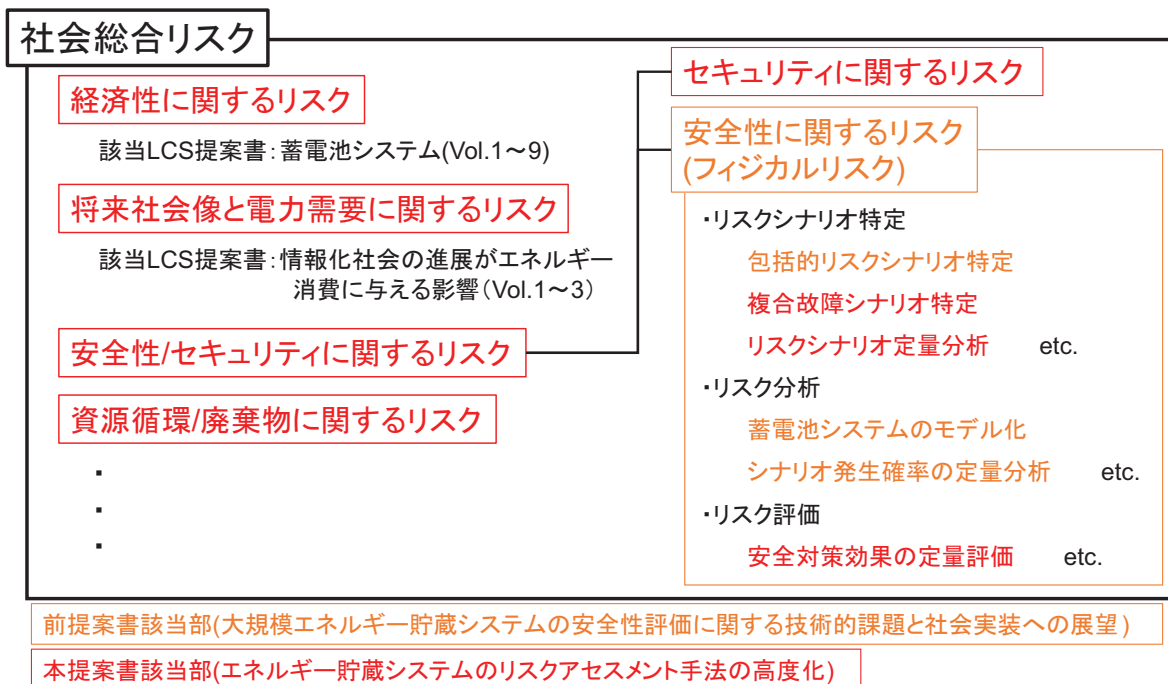 社会総合リスク
経済性に関するリスク
該当LCS提案書：蓄電池システム(Vol.1～9)
将来社会像と電力需要に関するリスク
該当LCS提案書：情報化社会の進展がエネルギー
消費に与える影響（Vol.1～3）
安全性/セキュリティに関するリスク
資源循環/廃棄物に関するリスク
・
・
・
セキュリティに関するリスク
安全性に関するリスク
(フィジカルリスク)
・リスクシナリオ特定
包括的リスクシナリオ特定
複合故障シナリオ特定
リスクシナリオ定量分析 etc.
・リスク分析
蓄電池システムのモデル化
シナリオ発生確率の定量分析 etc.
・リスク評価
安全対策効果の定量評価 etc.
前提案書該当部(大規模エネルギー貯蔵システムの安全性評価に関する技術的課題と社会実装への展望)
本提案書該当部(エネルギー貯蔵システムのリスクアセスメント手法の高度化)